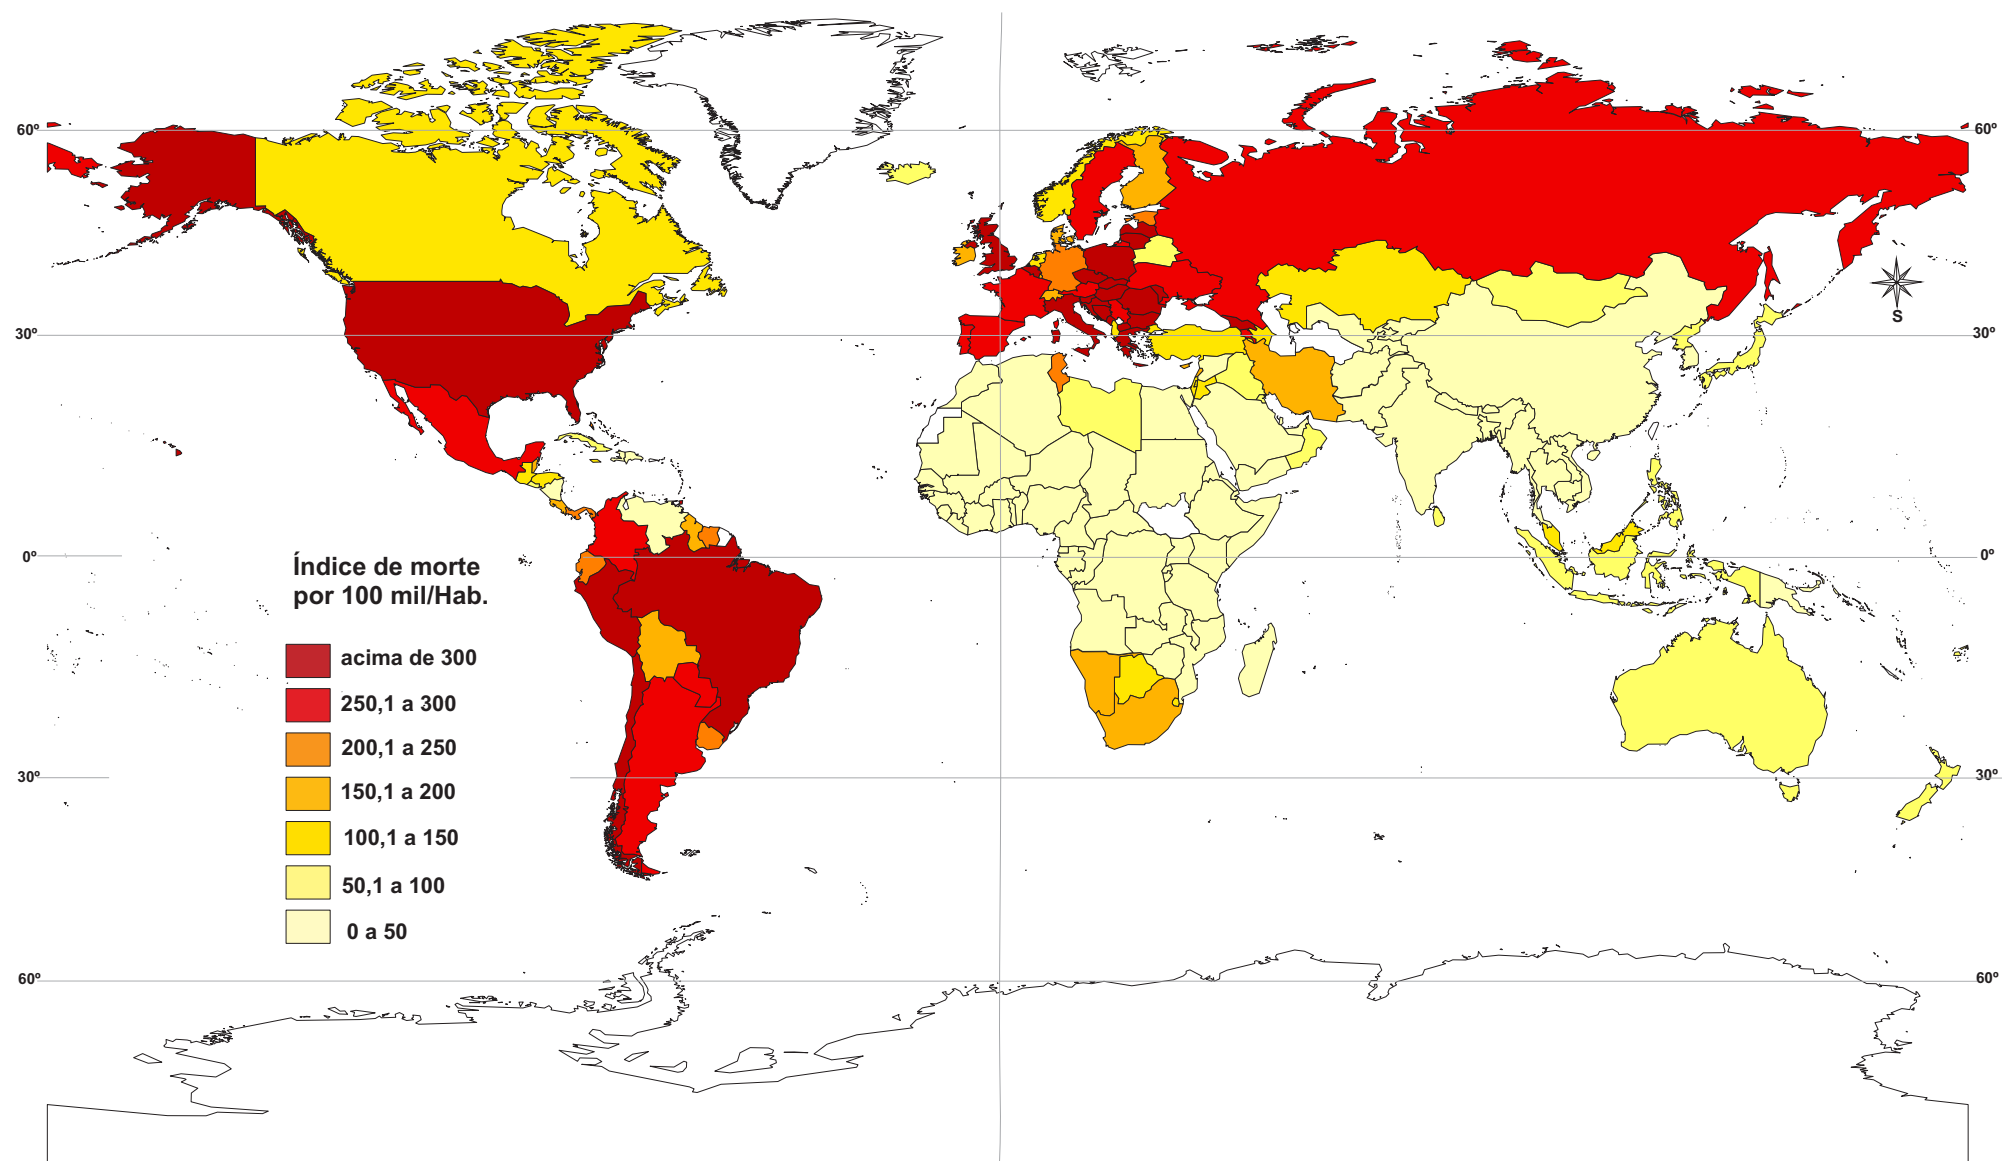 60º
60º
S
30º
30º
0º
0º
Índice de morte
por 100 mil/Hab.
acima de 300
250,1 a 300
200,1 a 250
150,1 a 200
100,1 a 150
50,1 a 100
0 a 50
30º
30º
60º
60º